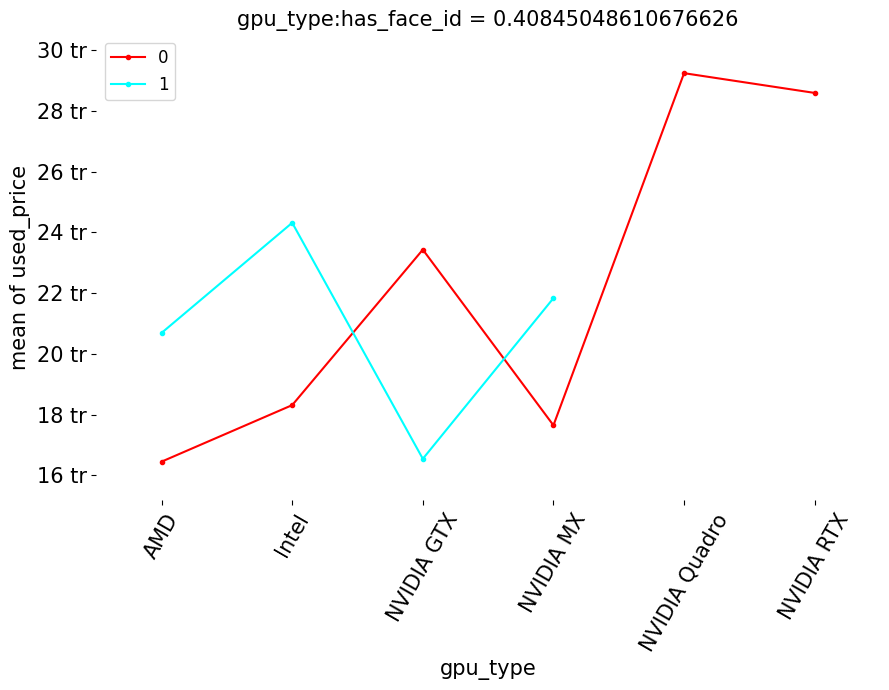 gpu_type:has_face_id = 0.40845048610676626
0
1
mean of used_price
30 tr
28 tr
26 tr
24 tr
22 tr
20 tr
18 tr
16 tr
AMD
Intel
NVIDIA GTX
NVIDIA MX
NVIDIA Quadro
NVIDIA RTX
gpu_type